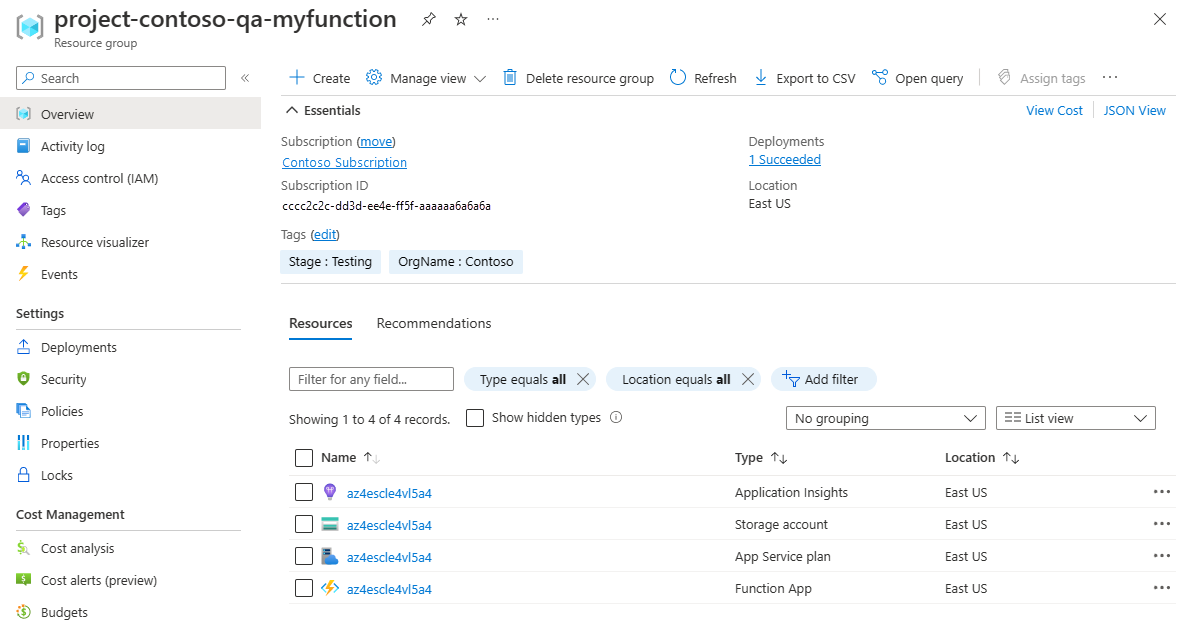 project-contoso-qa-myfunction
Resource group
Search
Overview
Activity log
Access control (IAM)
Tags
Resource visualizer
Events
Settings
Deployments
Security
Policies
Properties
Locks
Cost Management
Cost analysis
Cost alerts (preview)
Budgets
Create Manage view Delete resource group Refresh Export to CSV Open query Assign tags
Essentials View Cost JSON View
Subscription (move)
Contoso Subscription
Subscription ID
cccc2c2c-dd3d-ee4e-ff5f-aaaaaa6a6a6a
Deployments
1 Succeeded
Location
East US
Tags (edit)
Stage : Testing OrgName : Contoso
Resources Recommendations
Filter for any field... Type equals all Location equals all Add filter
Showing 1 to 4 of 4 records. Show hidden types No grouping List view
Name Type Location
az4escle4vl5a4 Application Insights East US
az4escle4vl5a4 Storage account East US
az4escle4vl5a4 App Service plan East US
az4escle4vl5a4 Function App East US